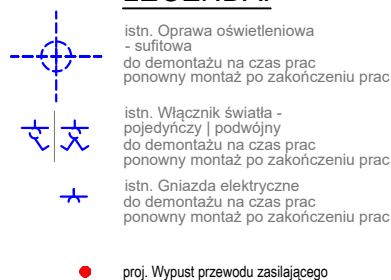 istn. Oprawa oświetleniowa
- sufitowa
do demontażu na czas prac
ponowny montaż po zakończeniu prac
istn. Włącznik światła -
pojedyńczy | podwójny
do demontażu na czas prac
ponowny montaż po zakończeniu prac
istn. Gniazda elektryczne
do demontażu na czas prac
ponowny montaż po zakończeniu prac
proj. Wypust przewodu zasilającego